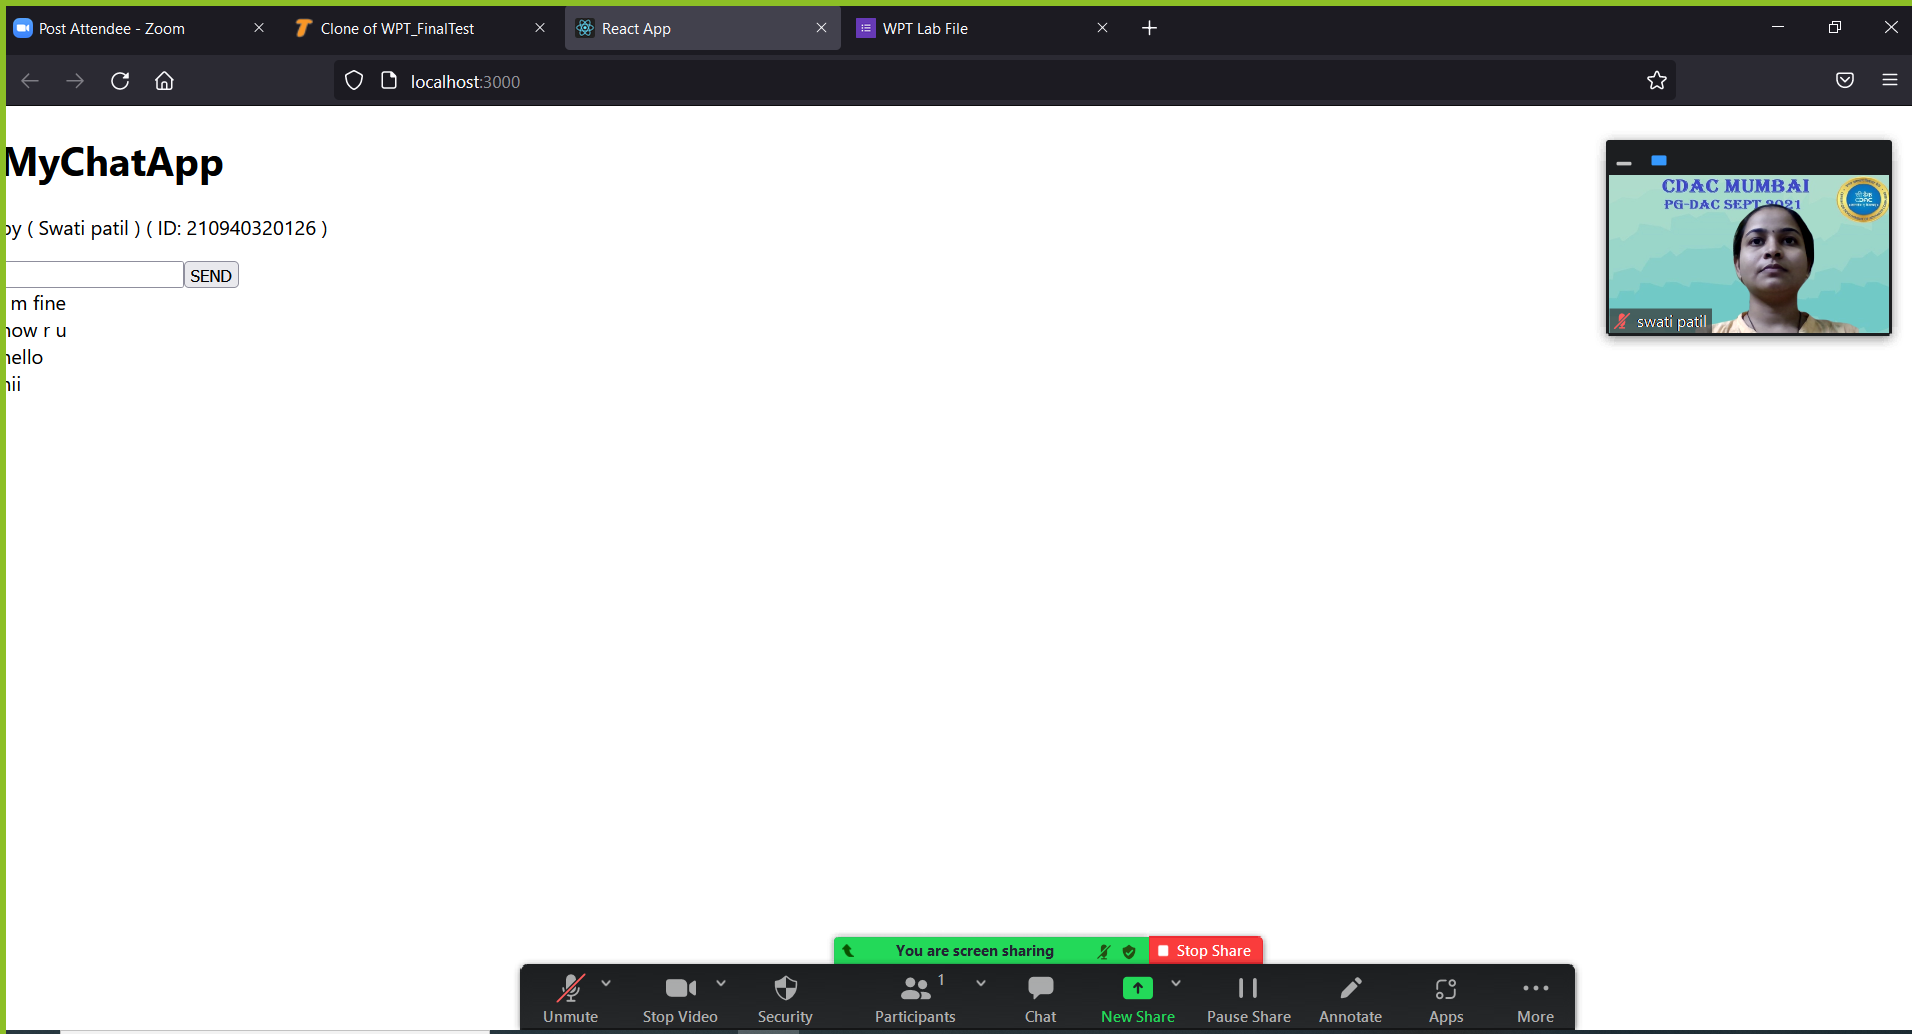 Post Attendee - Zoom
Clone of WPT_FinalTest
React App
WPT Lab File
localhost:3000
MyChatApp
by ( Swati patil ) ( ID: 210940320126 )
SEND
m fine
how r u
hello
hii
CDAC MUMBAI
PG-DAC SEPT 2021
swati patil
You are screen sharing
Stop Share
Unmute
Stop Video
Security
Participants
1
Chat
New Share
Pause Share
Annotate
Apps
More